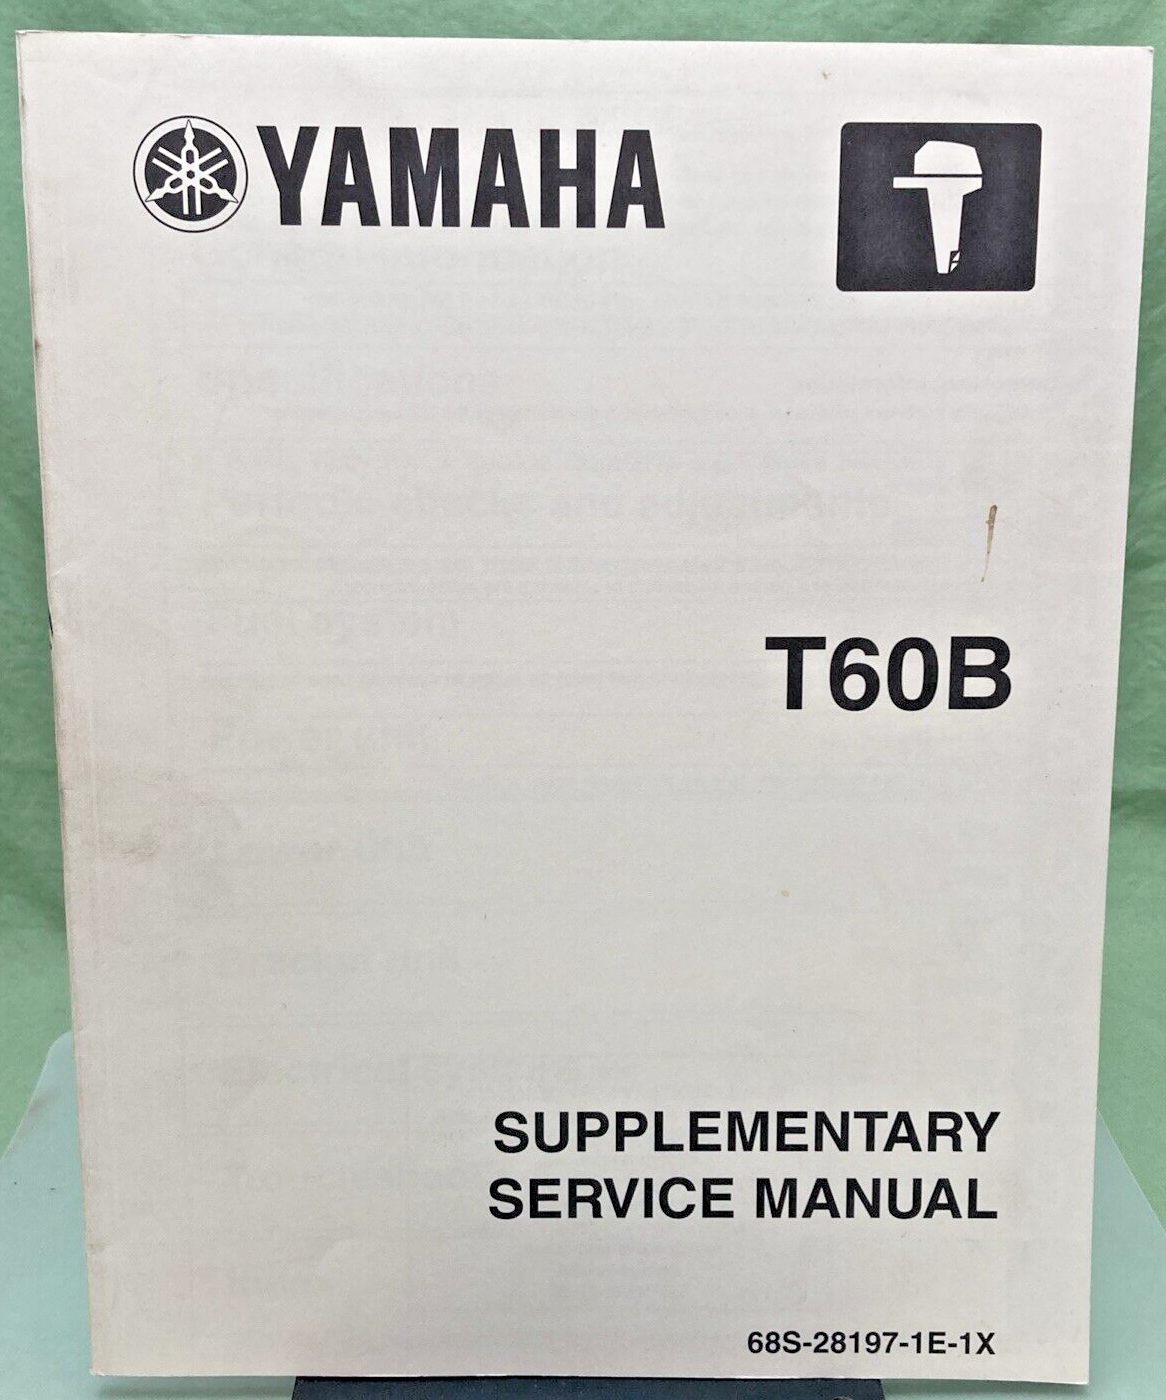 YAMAHA
T60B
SUPPLEMENTARY
SERVICE MANUAL
68S-28197-1E-1X